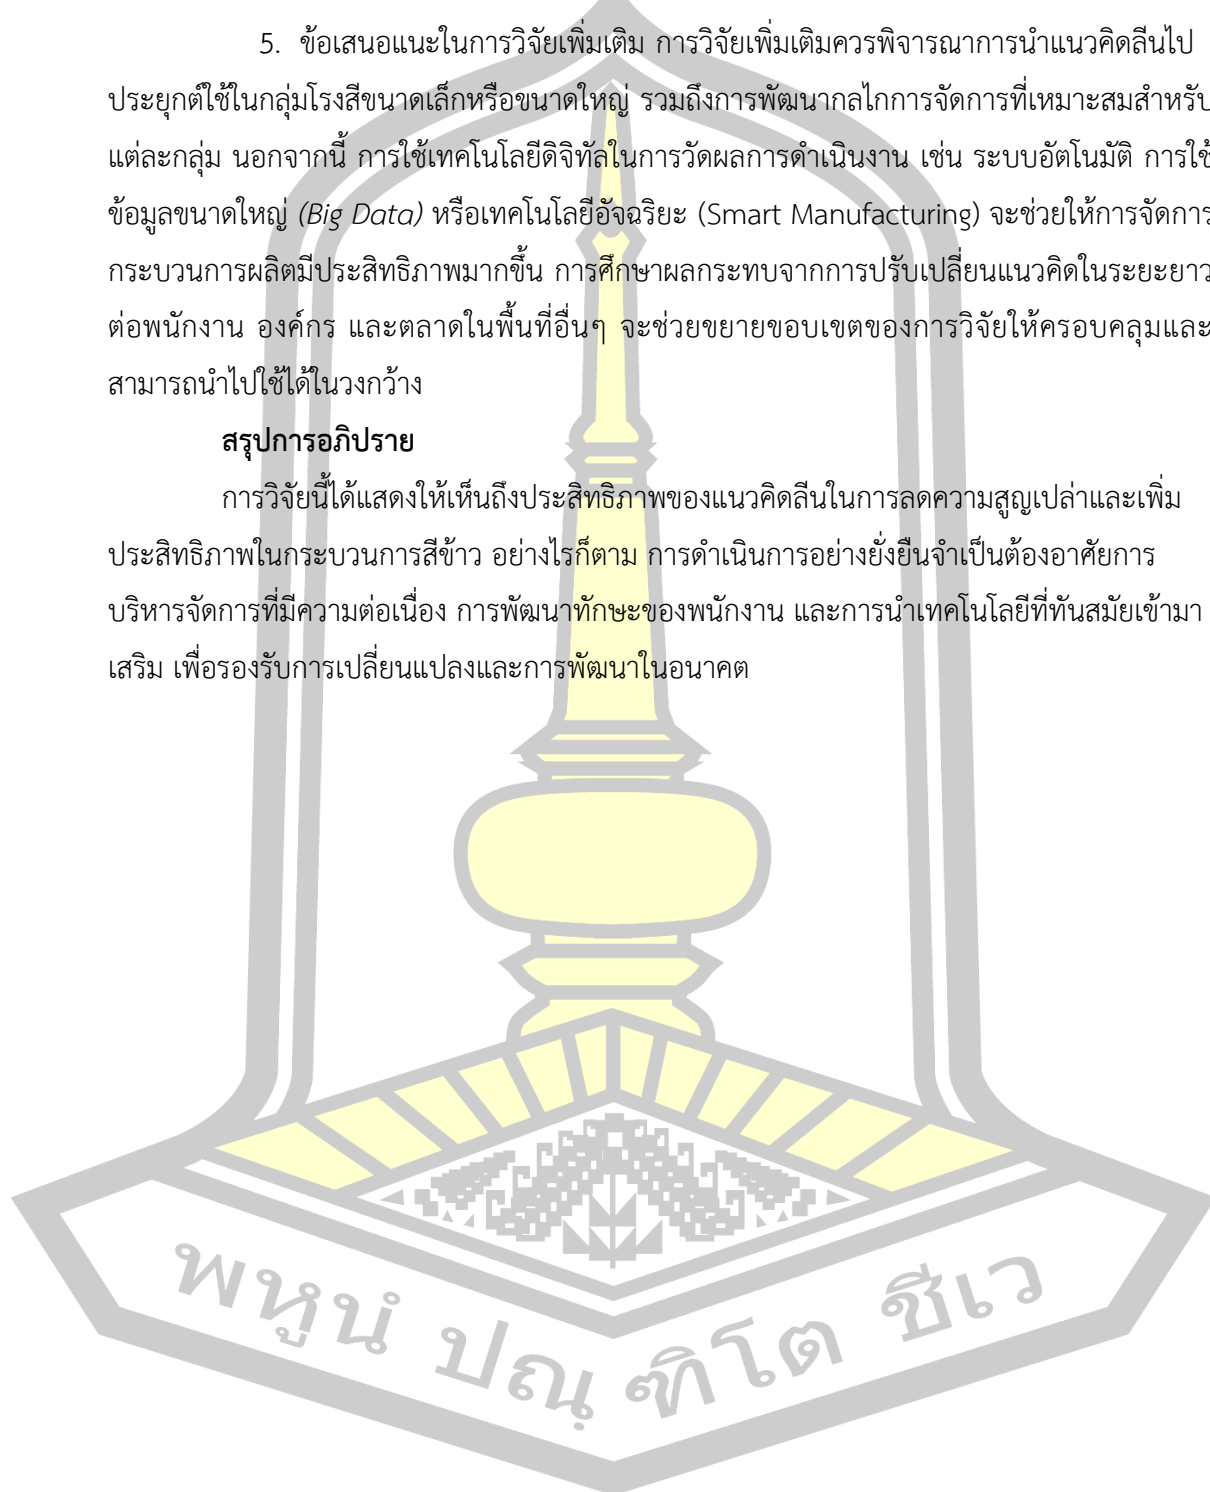 5. ข้อเสนอแนะในการวิจัยเพิ่มเติม การวิจัยเพิ่มเติมควรพิจารณาการนำแนวคิดลีนไป
ประยุกต์ใช้ในกลุ่มโรงสีขนาดเล็กหรือขนาดใหญ่ รวมถึงการพัฒนากลไกการจัดการที่เหมาะสมสำหรับ
แต่ละกลุ่ม นอกจากนี้ การใช้เทคโนโลยีดิจิทัลในการวัดผลการดำเนินงาน เช่น ระบบอัตโนมัติ การใช้
ข้อมูลขนาดใหญ่ (Big Data) หรือเทคโนโลยีอัจฉริยะ (Smart Manufacturing) จะช่วยให้การจัดการ
กระบวนการผลิตมีประสิทธิภาพมากขึ้น การศึกษาผลกระทบจากการปรับเปลี่ยนแนวคิดในระยะยาว
ต่อพนักงาน องค์กร และตลาดในพื้นที่อื่นๆ จะช่วยขยายขอบเขตของการวิจัยให้ครอบคลุมและ
สามารถนำไปใช้ได้ในวงกว้าง
สรุปการอภิปราย
การวิจัยนี้ได้แสดงให้เห็นถึงประสิทธิภาพของแนวคิดลีนในการลดความสูญเปล่าและเพิ่ม
ประสิทธิภาพในกระบวนการสีข้าว อย่างไรก็ตาม การดำเนินการอย่างยั่งยืนจำเป็นต้องอาศัยการ
บริหารจัดการที่มีความต่อเนื่อง การพัฒนาทักษะของพนักงาน และการนำเทคโนโลยีที่ทันสมัยเข้ามา
เสริม เพื่อรองรับการเปลี่ยนแปลงและการพัฒนาในอนาคต
พหูนํ ปณฺฑิโต ชีเว